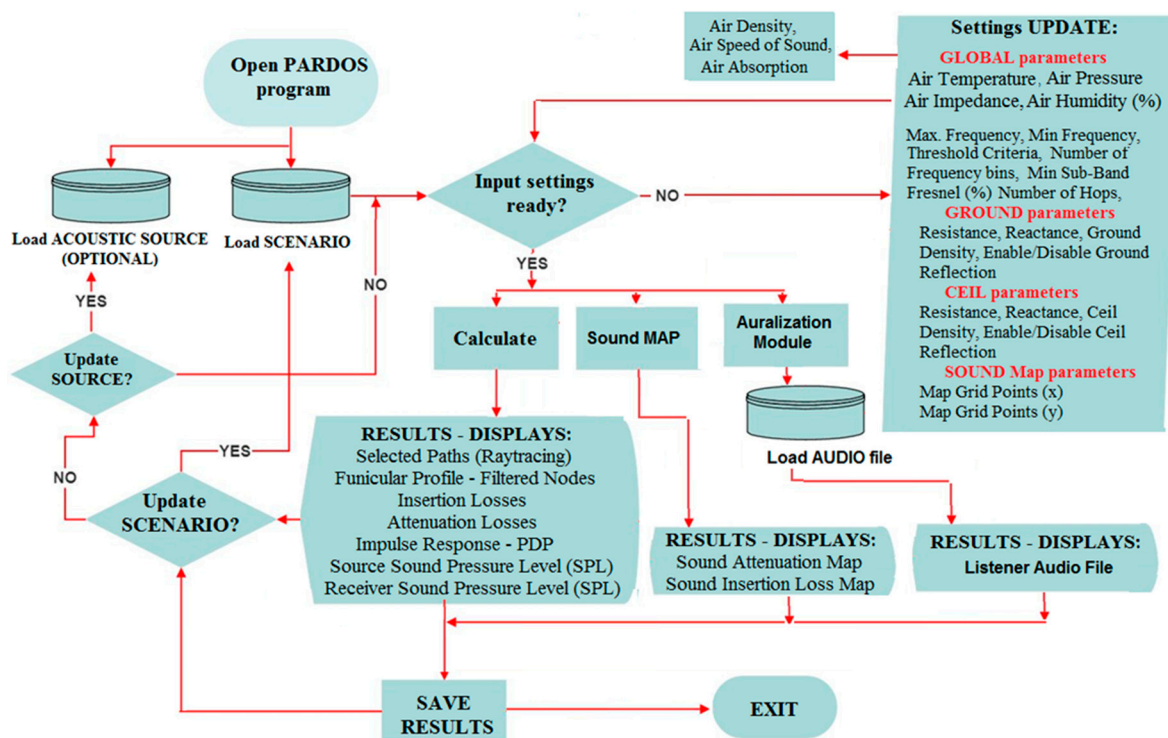 Open PARDOS
program
Load ACOUSTIC SOURCE
(OPTIONAL)
Load SCENARIO
Input settings
ready?
NO
YES
Air Density,
Air Speed of Sound,
Air Absorption
Settings UPDATE:
GLOBAL parameters
Air Temperature, Air Pressure
Air Impedance, Air Humidity (%)
Max. Frequency, Min Frequency,
Threshold Criteria, Number of
Frequency bins, Min Sub-Band
Fresnel (%) Number of Hops,
GROUND parameters
Resistance, Reactance, Ground
Density, Enable/Disable Ground
Reflection
CEIL parameters
Resistance, Reactance, Ceil
Density, Enable/Disable Ceil
Reflection
SOUND Map parameters
Map Grid Points (x)
Map Grid Points (y)
YES
NO
Update
SOURCE?
Calculate
Sound MAP
Auralization
Module
Load AUDIO file
NO
YES
Update
SCENARIO?
RESULTS - DISPLAYS:
Selected Paths (Raytracing)
Funicular Profile - Filtered Nodes
Insertion Losses
Attenuation Losses
Impulse Response - PDP
Source Sound Pressure Level (SPL)
Receiver Sound Pressure Level (SPL)
RESULTS - DISPLAYS:
Sound Attenuation Map
Sound Insertion Loss Map
RESULTS - DISPLAYS:
Listener Audio File
SAVE
RESULTS
EXIT